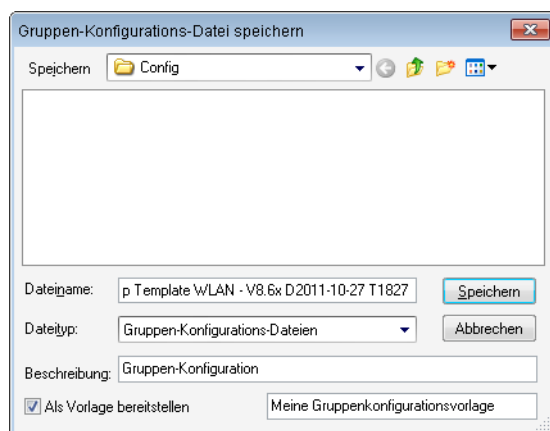 Gruppen-Konfigurations-Datei speichern
Speichern Config
Dateiname: p Template WLAN - V8.6x D2011-10-27 T1827 Speichern
Dateityp: Gruppen-Konfigurations-Dateien Abbrechen
Beschreibung: Gruppen-Konfiguration
Als Vorlage bereitstellen Meine Gruppenkonfigurationsvorlage